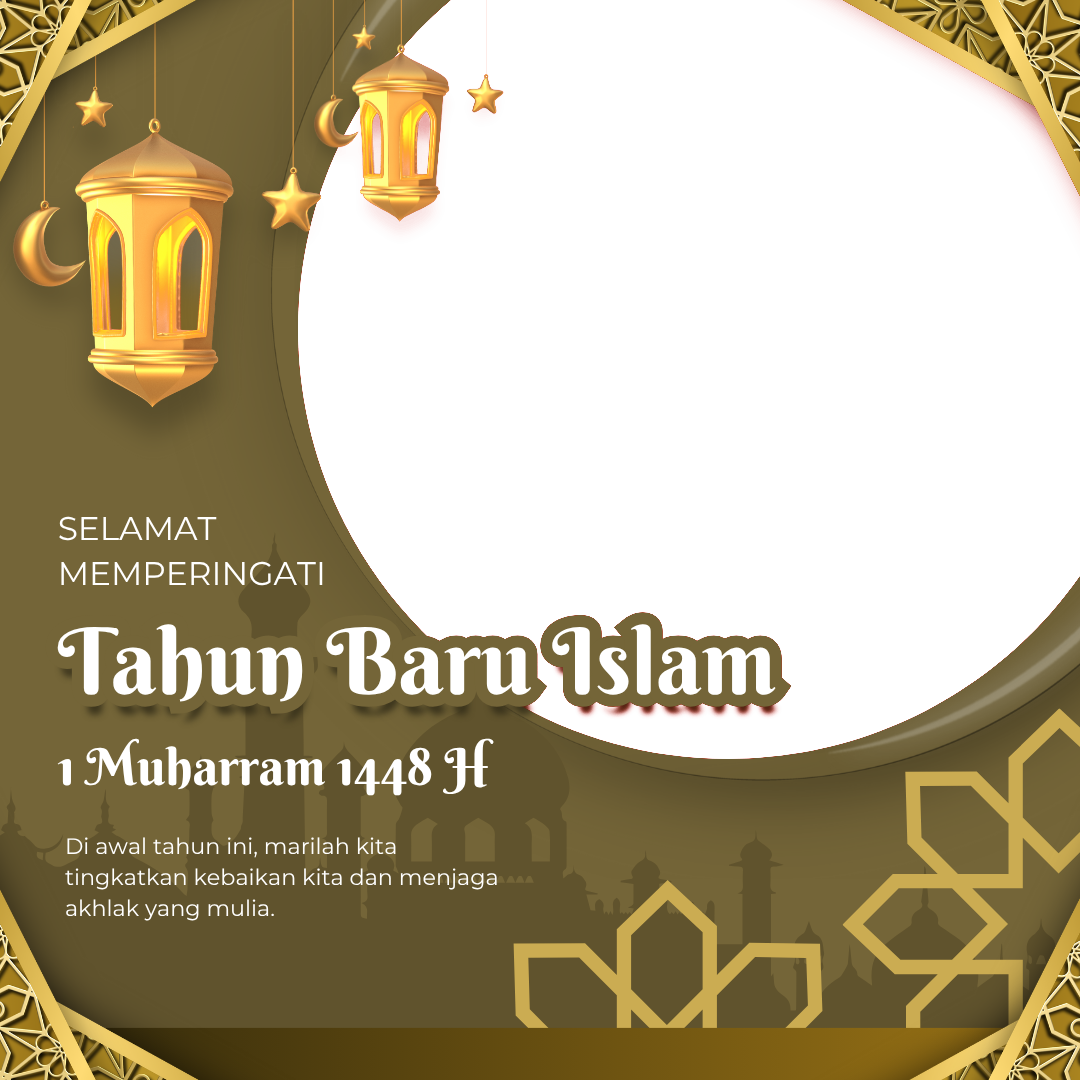 SELAMAT
MEMPERINGATI
Tahun Baru Islam
1 Muharram 1448 H
Di awal tahun ini, marilah kita
tingkatkan kebaikan kita dan menjaga
akhlak yang mulia.